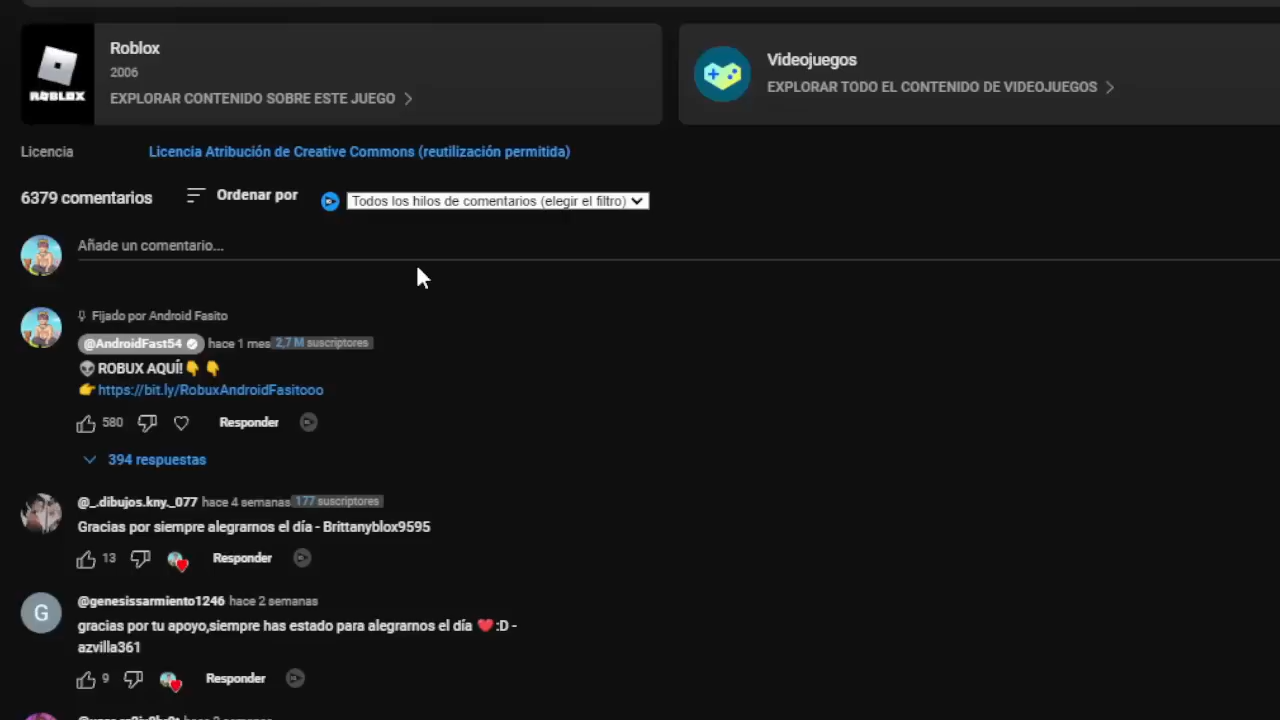 Roblox
2006
EXPLORAR CONTENIDO SOBRE ESTE JUEGO
ROBLOX
Videojuegos
EXPLORAR TODO EL CONTENIDO DE VIDEOJUEGOS
Licencia
Licencia Atribución de Creative Commons (reutilización permitida)
6379 comentarios
Ordenar por
Todos los hilos de comentarios (elegir el filtro)
Añade un comentario...
Fijado por Android Fasito
@AndroidFast54 hace 1 mes 2,7 M suscriptores
👽 ROBUX AQUÍ! 👇 👇
👉 https://bit.ly/RobuxAndroidFasitooo
580 Responder
394 respuestas
@_.dibujos.kny._077 hace 4 semanas 177 suscriptores
Gracias por siempre alegrarnos el día - Brittanyblox9595
13 Responder
G
@genesissarmiento1246 hace 2 semanas
gracias por tu apoyo,siempre has estado para alegrarnos el día ❤️ :D -
azvilla361
9 Responder